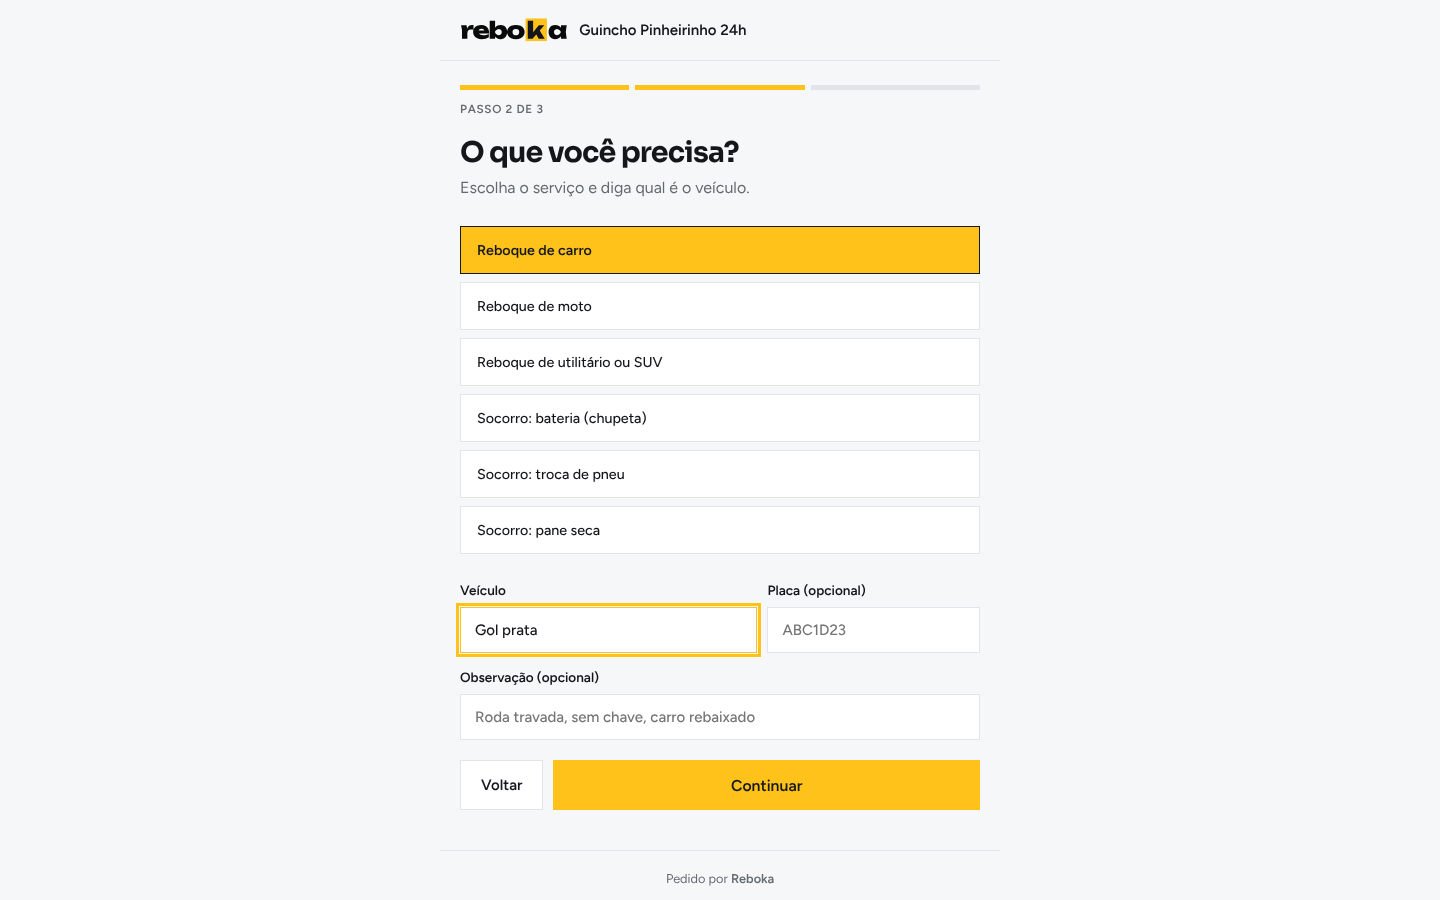 reboka Guincho Pinheirinho 24h
PASSO 2 DE 3
O que você precisa?
Escolha o serviço e diga qual é o veículo.
Reboque de carro
Reboque de moto
Reboque de utilitário ou SUV
Socorro: bateria (chupeta)
Socorro: troca de pneu
Socorro: pane seca
Veículo Placa (opcional)
Gol prata ABC1D23
Observação (opcional)
Roda travada, sem chave, carro rebaixado
Voltar Continuar
Pedido por Reboka